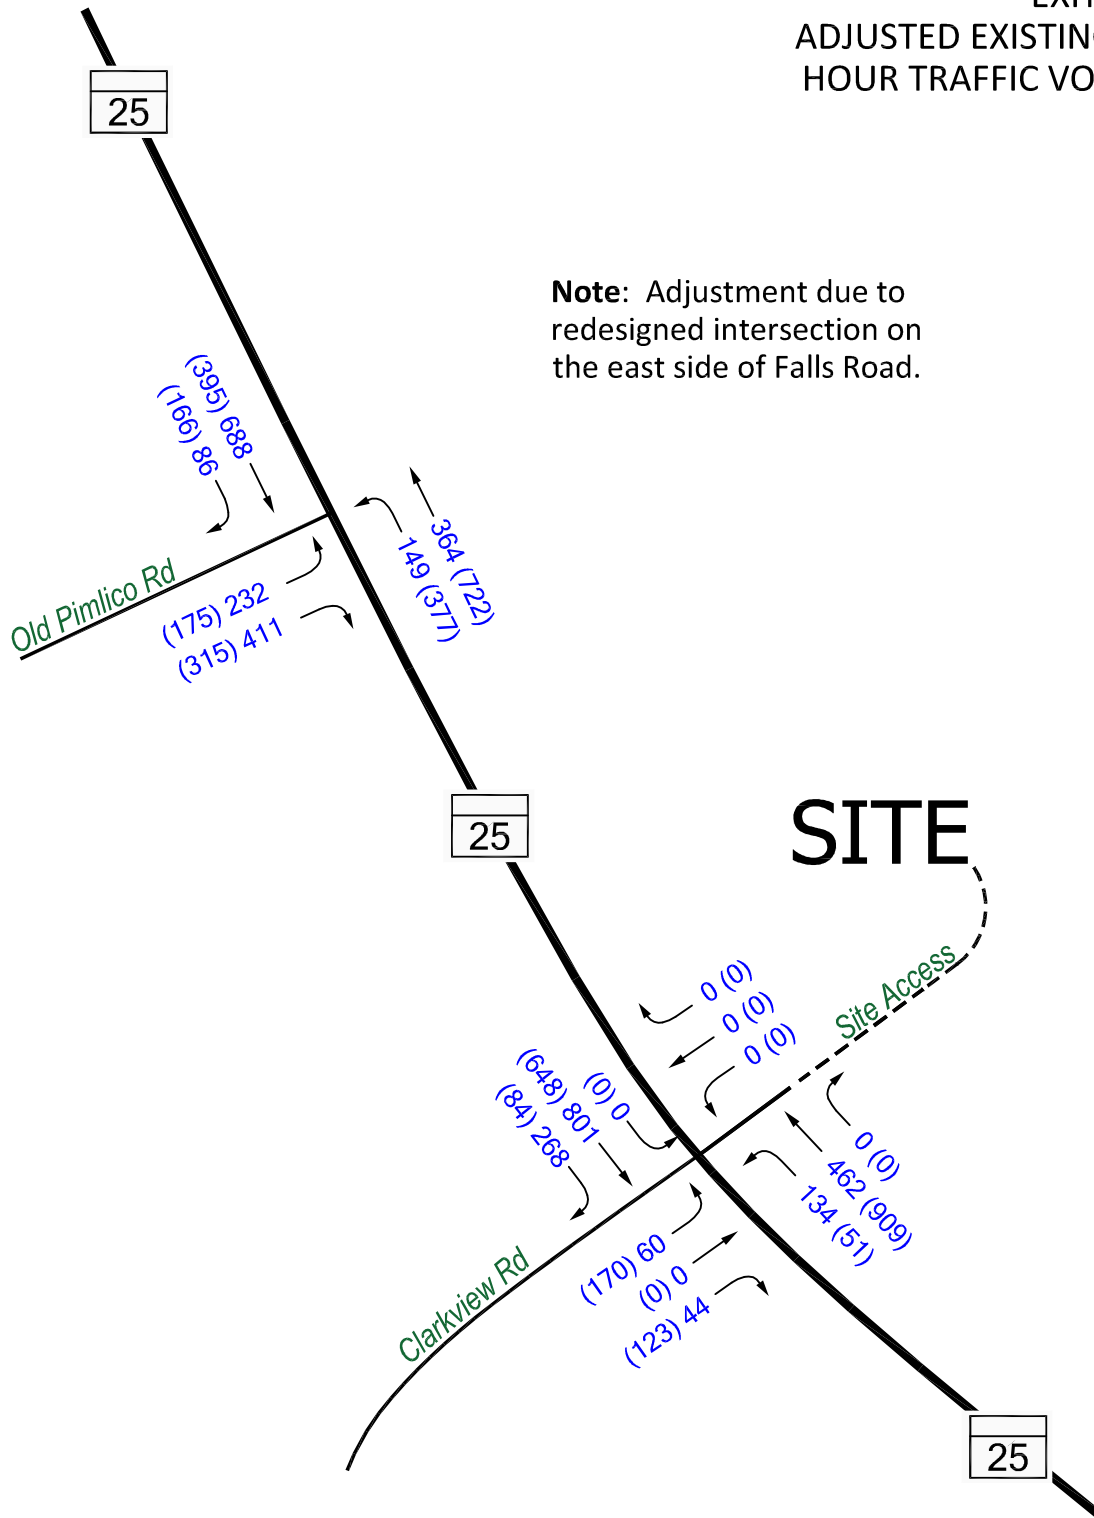 ADJUSTED EXISTING
HOUR TRAFFIC VO
25
Note: Adjustment due to
redesigned intersection on
the east side of Falls Road.
(395) 688
(166) 86
364 (722)
149 (377)
Old Pimlico Rd
(175) 232
(315) 411
25
SITE
Site Access
0 (0)
0 (0)
0 (0)
(0) 0
(648) 801
(84) 268
0 (0)
462 (909)
134 (51)
(170) 60
(0) 0
(123) 44
Clarkview Rd
25